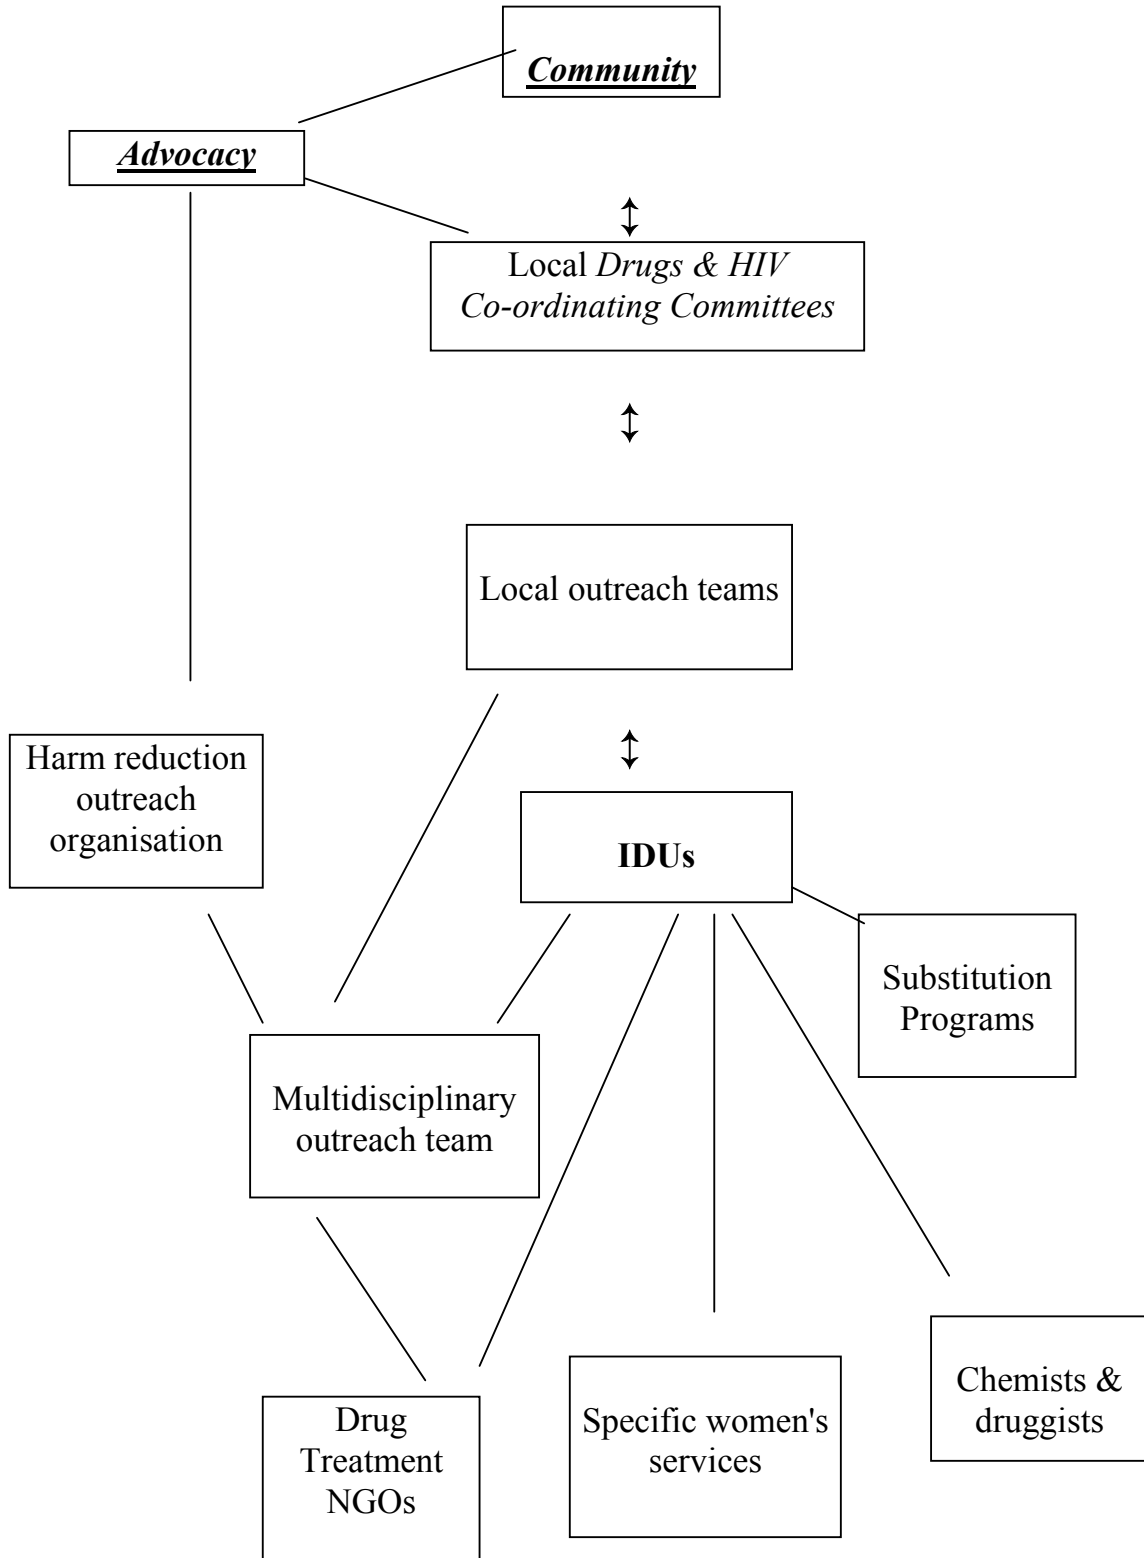 Community
Advocacy
Local Drugs & HIV
Co-ordinating Committees
Local outreach teams
Harm reduction
outreach
organisation
IDUs
Substitution
Programs
Multidisciplinary
outreach team
Drug
Treatment
NGOs
Specific women's
services
Chemists &
druggists